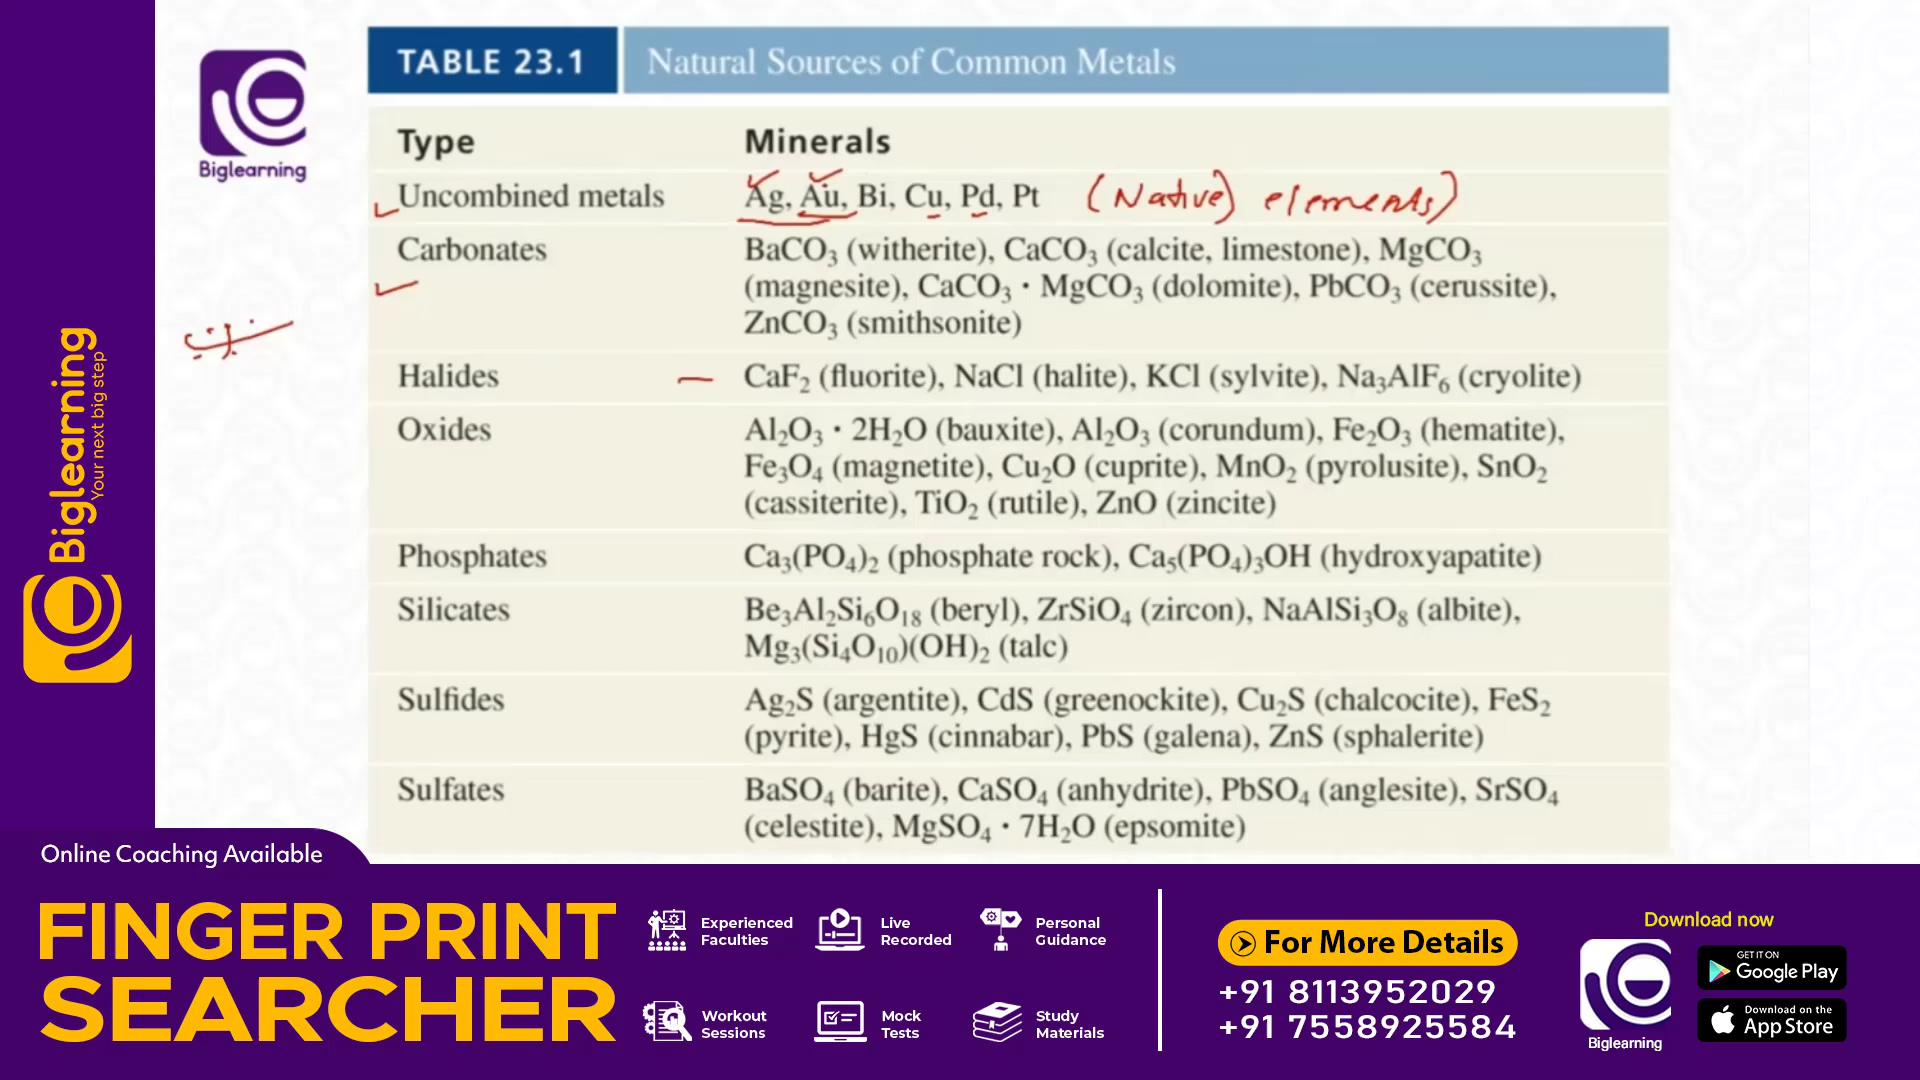 Biglearning
TABLE 23.1 Natural Sources of Common Metals
Type Minerals
Uncombined metals Ag, Au, Bi, Cu, Pd, Pt (Native) elements)
Carbonates BaCO₃ (witherite), CaCO₃ (calcite, limestone), MgCO₃
(magnesite), CaCO₃ · MgCO₃ (dolomite), PbCO₃ (cerussite),
ZnCO₃ (smithsonite)
Halides CaF₂ (fluorite), NaCl (halite), KCl (sylvite), Na₃AlF₆ (cryolite)
Oxides Al₂O₃ · 2H₂O (bauxite), Al₂O₃ (corundum), Fe₂O₃ (hematite),
Fe₃O₄ (magnetite), Cu₂O (cuprite), MnO₂ (pyrolusite), SnO₂
(cassiterite), TiO₂ (rutile), ZnO (zincite)
Phosphates Ca₃(PO₄)₂ (phosphate rock), Ca₅(PO₄)₃OH (hydroxyapatite)
Silicates Be₃Al₂Si₆O₁₈ (beryl), ZrSiO₄ (zircon), NaAlSi₃O₈ (albite),
Mg₃(Si₄O₁₀)(OH)₂ (talc)
Sulfides Ag₂S (argentite), CdS (greenockite), Cu₂S (chalcocite), FeS₂
(pyrite), HgS (cinnabar), PbS (galena), ZnS (sphalerite)
Sulfates BaSO₄ (barite), CaSO₄ (anhydrite), PbSO₄ (anglesite), SrSO₄
(celestite), MgSO₄ · 7H₂O (epsomite)
Biglearning
Your next big step
Online Coaching Available
FINGER PRINT
SEARCHER
Experienced
Faculties
Live
Recorded
Personal
Guidance
Workout
Sessions
Mock
Tests
Study
Materials
For More Details
+91 8113952029
+91 7558925584
Download now
Biglearning
GET IT ON
Google Play
Download on the
App Store